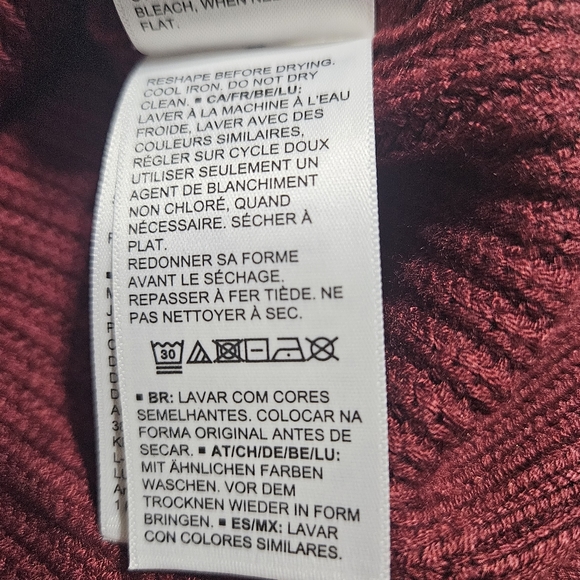 BLEACH, WHEN
FLAT.
RESHAPE BEFORE DRYING.
COOL IRON. DO NOT DRY
CLEAN. ■ CA/FR/BE/LU:
LAVER À LA MACHINE À L'EAU
FROIDE, LAVER AVEC DES
COULEURS SIMILAIRES,
RÉGLER SUR CYCLE DOUX
UTILISER SEULEMENT UN
AGENT DE BLANCHIMENT
NON CHLORÉ, QUAND
NÉCESSAIRE. SÉCHER À
PLAT.
REDONNER SA FORME
AVANT LE SÉCHAGE.
REPASSER À FER TIÈDE. NE
PAS NETTOYER À SEC.
30
■ BR: LAVAR COM CORES
SEMELHANTES. COLOCAR NA
FORMA ORIGINAL ANTES DE
SECAR. ■ AT/CH/DE/BE/LU:
MIT ÄHNLICHEN FARBEN
WASCHEN. VOR DEM
TROCKNEN WIEDER IN FORM
BRINGEN. ■ ES/MX: LAVAR
CON COLORES SIMILARES.